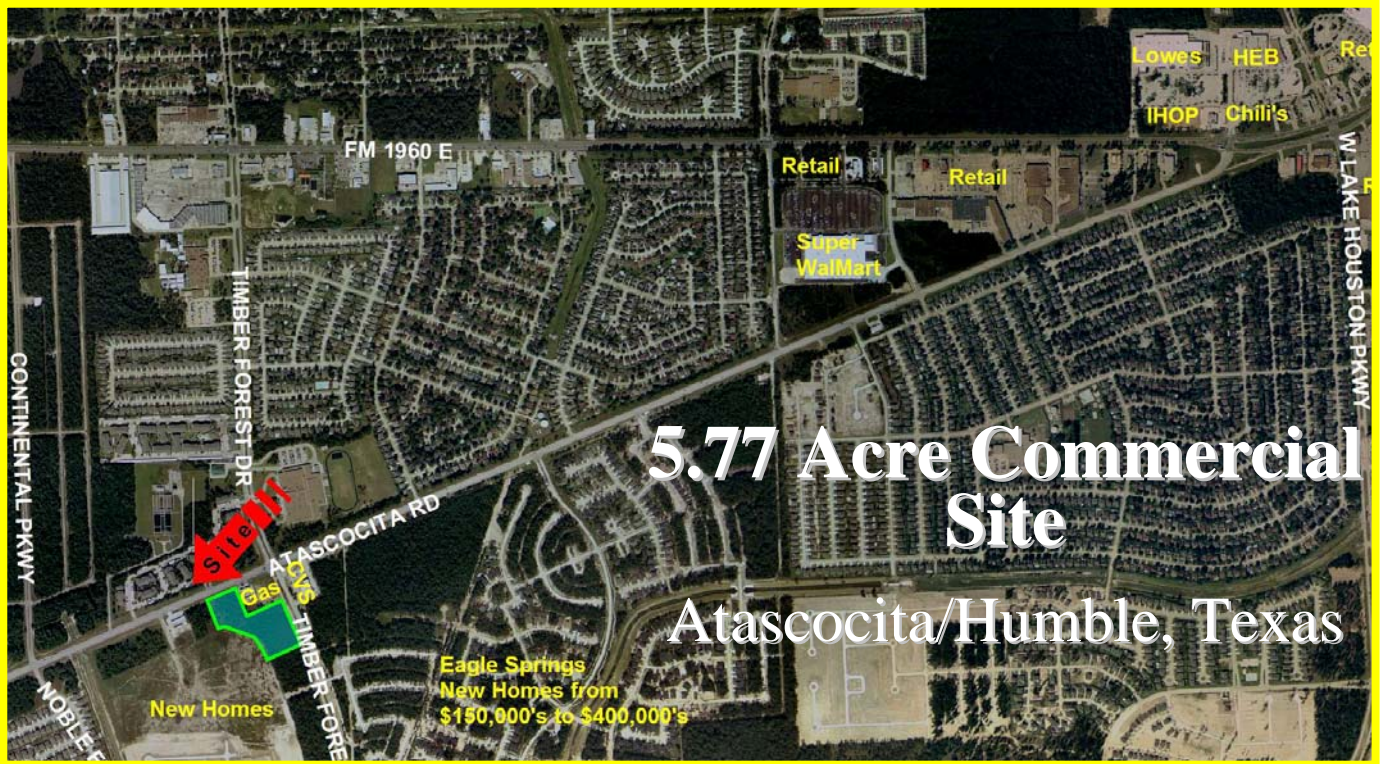 Lowes
HEB
Ret
IHOP
Chili's
FM 1960 E
Retail
Retail
W LAKE HOUSTON PKWY
R
Super
WalMart
TIMBER FOREST DR
CONTINENTAL PKWY
5.77 Acre Commercial
Site
ATASCOCITA RD
Site
Gas
CVS
Atascocita/Humble, Texas
TIMBER FORE
Eagle Springs
New Homes from
$150,000's to $400,000's
New Homes
NOBLE F